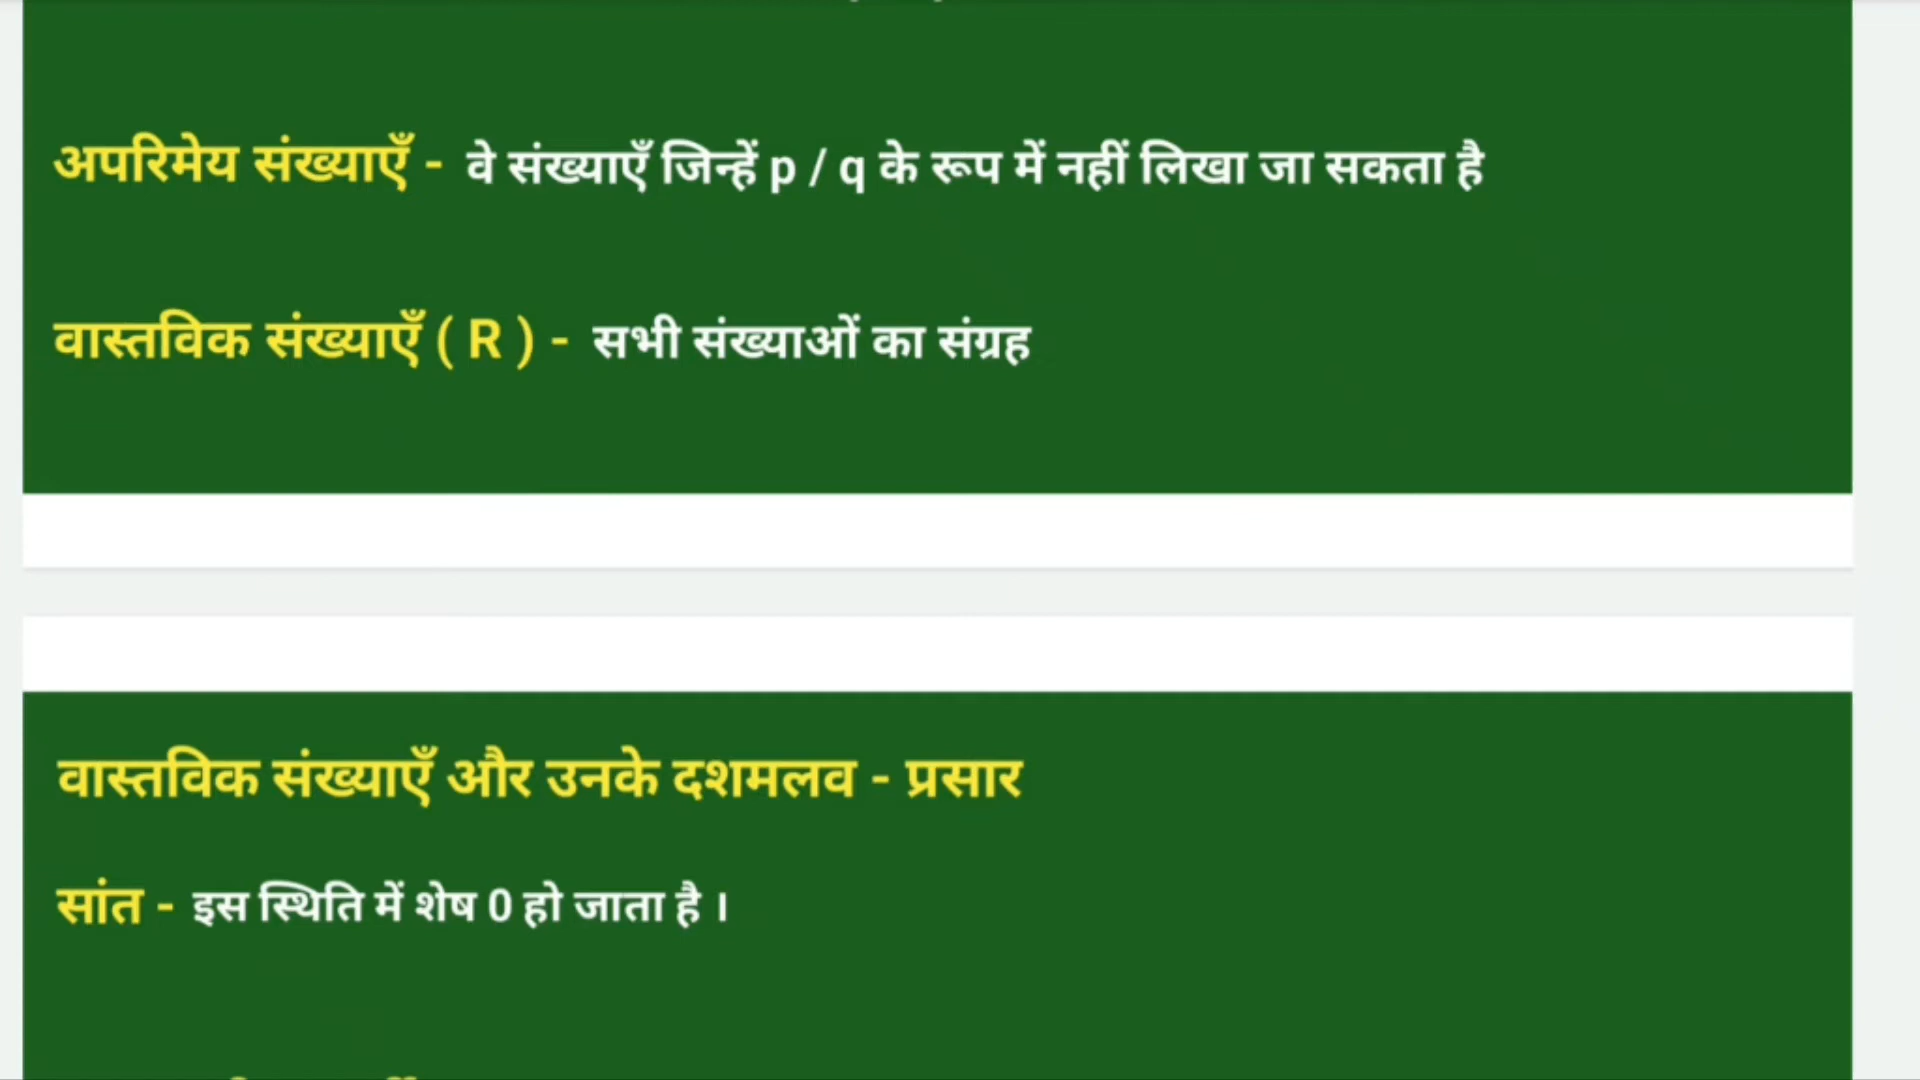 अपरिमेय संख्याएँ - वे संख्याएँ जिन्हें p / q के रूप में नहीं लिखा जा सकता है
वास्तविक संख्याएँ ( R ) - सभी संख्याओं का संग्रह
वास्तविक संख्याएँ और उनके दशमलव - प्रसार
सांत - इस स्थिति में शेष 0 हो जाता है ।